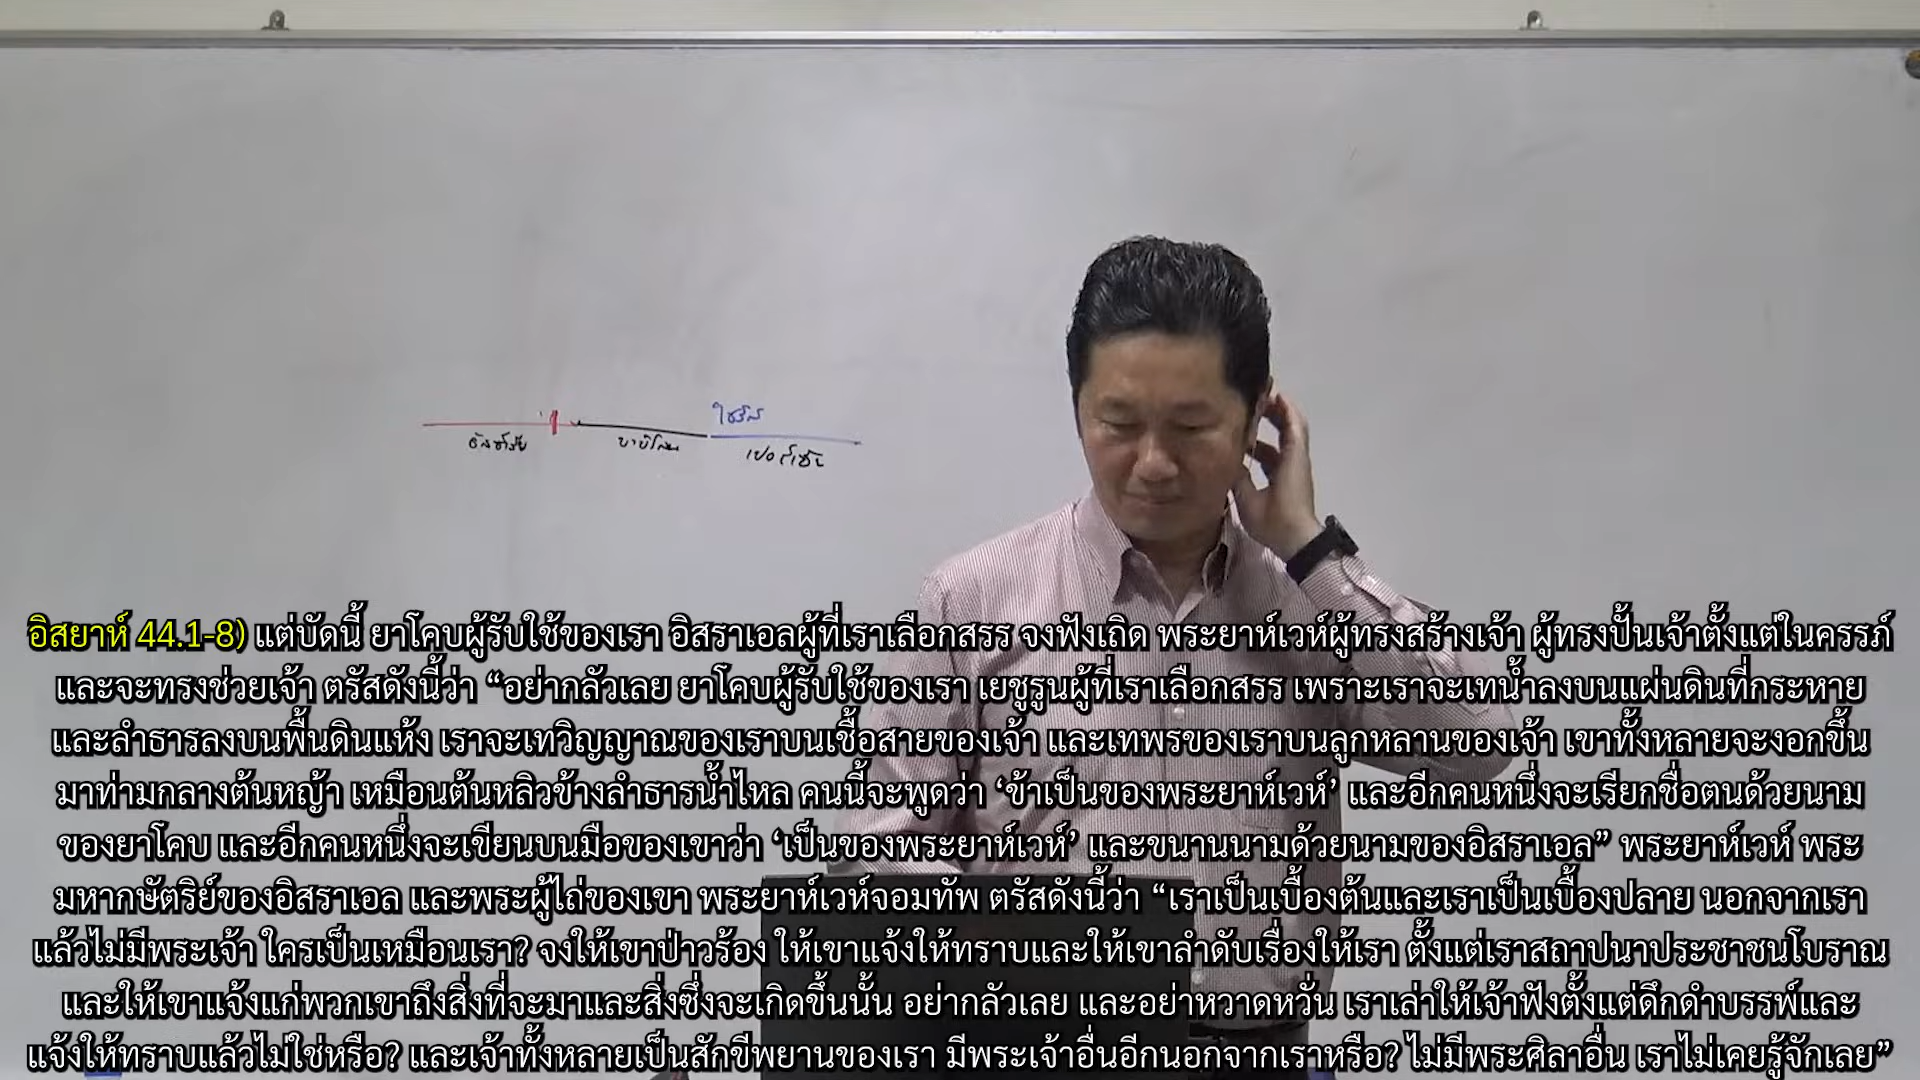 ไซรัส
อัสซีเรีย
บาบิโลน
เปอร์เซีย
อิสยาห์ 44.1-8) แต่บัดนี้ ยาโคบผู้รับใช้ของเรา อิสราเอลผู้ที่เราเลือกสรร จงฟังเถิด พระยาห์เวห์ผู้ทรงสร้างเจ้า ผู้ทรงปั้นเจ้าตั้งแต่ในครรภ์
และจะทรงช่วยเจ้า ตรัสดังนี้ว่า “อย่ากลัวเลย ยาโคบผู้รับใช้ของเรา เยชูรูนผู้ที่เราเลือกสรร เพราะเราจะเทน้ำลงบนแผ่นดินที่กระหาย
และลำธารลงบนพื้นดินแห้ง เราจะเทวิญญาณของเราบนเชื้อสายของเจ้า และเทพรของเราบนลูกหลานของเจ้า เขาทั้งหลายจะงอกขึ้น
มาท่ามกลางต้นหญ้า เหมือนต้นหลิวข้างลำธารน้ำไหล คนนี้จะพูดว่า ‘ข้าเป็นของพระยาห์เวห์’ และอีกคนหนึ่งจะเรียกชื่อตนด้วยนาม
ของยาโคบ และอีกคนหนึ่งจะเขียนบนมือของเขาว่า ‘เป็นของพระยาห์เวห์’ และขนานนามด้วยนามของอิสราเอล” พระยาห์เวห์ พระ
มหากษัตริย์ของอิสราเอล และพระผู้ไถ่ของเขา พระยาห์เวห์จอมทัพ ตรัสดังนี้ว่า “เราเป็นเบื้องต้นและเราเป็นเบื้องปลาย นอกจากเรา
แล้วไม่มีพระเจ้า ใครเป็นเหมือนเรา? จงให้เขาป่าวร้อง ให้เขาแจ้งให้ทราบและให้เขาลำดับเรื่องให้เรา ตั้งแต่เราสถาปนาประชาชนโบราณ
และให้เขาแจ้งแก่พวกเขาถึงสิ่งที่จะมาและสิ่งซึ่งจะเกิดขึ้นนั้น อย่ากลัวเลย และอย่าหวาดหวั่น เราเล่าให้เจ้าฟังตั้งแต่ดึกดำบรรพ์และ
แจ้งให้ทราบแล้วไม่ใช่หรือ? และเจ้าทั้งหลายเป็นสักขีพยานของเรา มีพระเจ้าอื่นอีกนอกจากเราหรือ? ไม่มีพระศิลาอื่น เราไม่เคยรู้จักเลย”